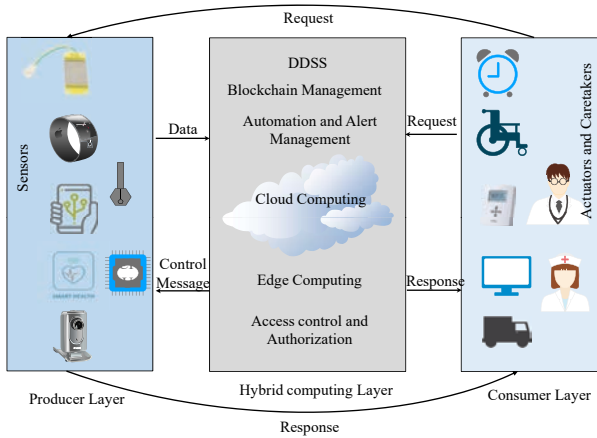 Request
Sensors
DDSS
Blockchain Management
Automation and Alert
Management
Cloud Computing
Edge Computing
Access control and
Authorization
Data
Control
Message
Request
Response
Actuators and Caretakers
SMART HEALTH
Producer Layer
Hybrid computing Layer
Consumer Layer
Response